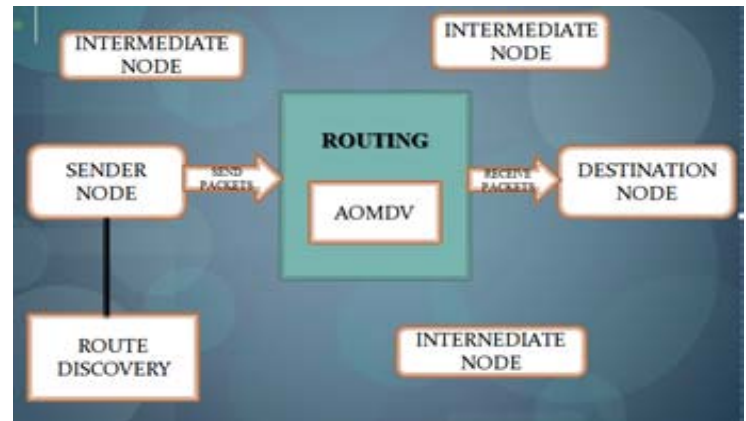 INTERMEDIATE
NODE
INTERMEDIATE
NODE
ROUTING
SENDER
NODE
SEND
PACKETS
AOMDV
RECEIVE
PACKETS
DESTINATION
NODE
ROUTE
DISCOVERY
INTERNEDIATE
NODE